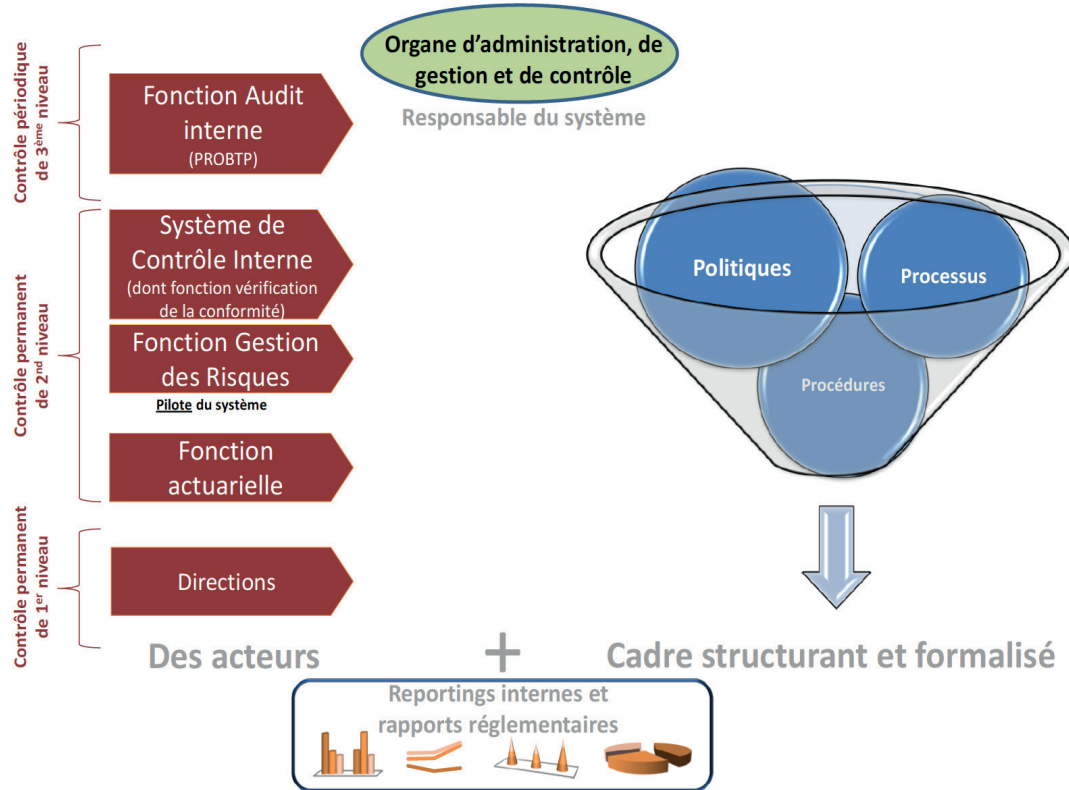 Organe d'administration, de
gestion et de contrôle
Responsable du système
Contrôle périodique
de 3ème niveau
Fonction Audit
interne
(PROBTP)
Contrôle permanent
de 2nd niveau
Système de
Contrôle Interne
(dont fonction vérification
de la conformité)
Fonction Gestion
des Risques
Pilote du système
Fonction
actuarielle
Contrôle permanent
de 1er niveau
Directions
Politiques
Processus
Procédures
Des acteurs
+
Cadre structurant et formalisé
Reportings internes et
rapports réglementaires